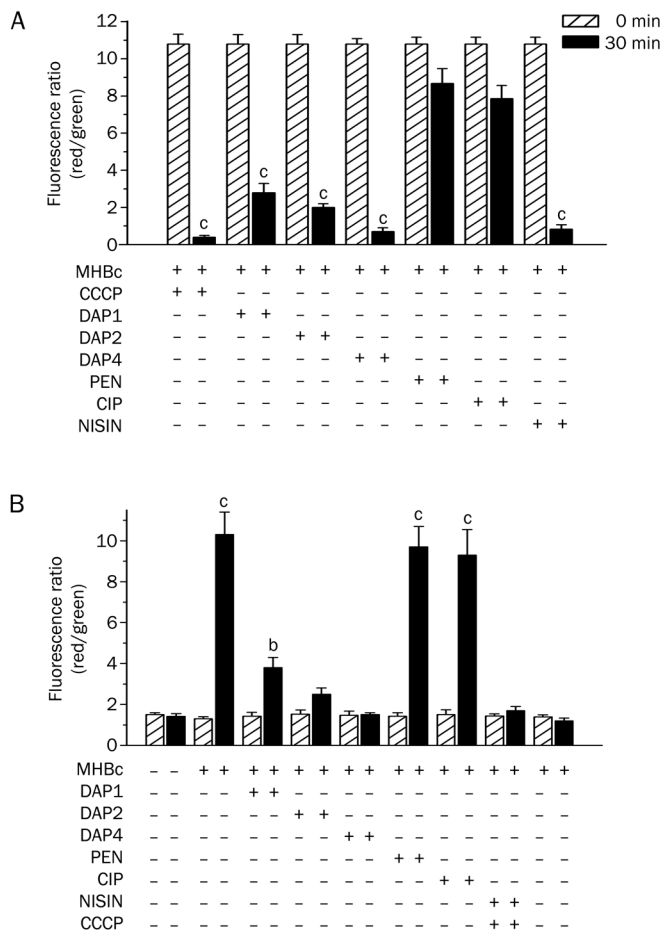 A
0 min
30 min
Fluorescence ratio
(red/green)
12
10
8
6
4
2
0
c c c c c
MHBc + + + + + + + + + + + + + +
CCCP + + – – – – – – – – – – – –
DAP1 – – + + – – – – – – – – – –
DAP2 – – – – + + – – – – – – – –
DAP4 – – – – – – + + – – – – – –
PEN – – – – – – – – + + – – – –
CIP – – – – – – – – – – + + – –
NISIN – – – – – – – – – – – – + +
B
Fluorescence ratio
(red/green)
10
8
6
4
2
0
c b c c
MHBc – – + + + + + + + + + + + + + + + +
DAP1 – – – – + + – – – – – – – – – – – –
DAP2 – – – – – – + + – – – – – – – – – –
DAP4 – – – – – – – – + + – – – – – – – –
PEN – – – – – – – – – – + + – – – – – –
CIP – – – – – – – – – – – – + + – – – –
NISIN – – – – – – – – – – – – – – + + – –
CCCP – – – – – – – – – – – – – – + + – –